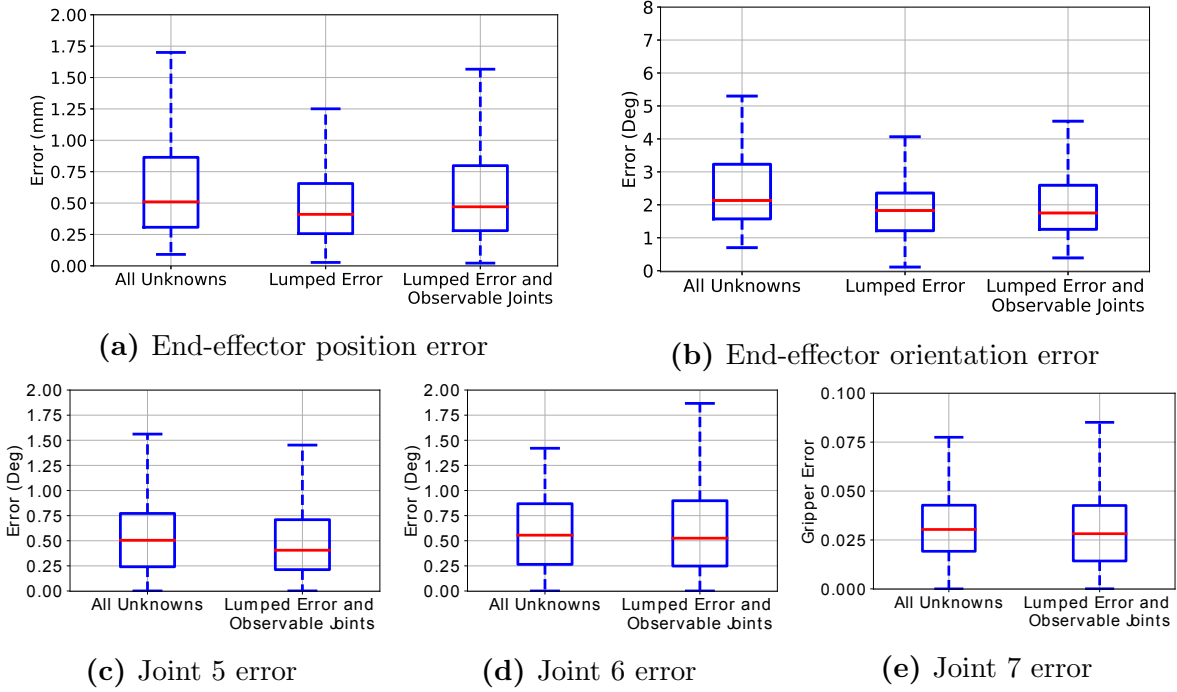 2.00
1.75
1.50
1.25
1.00
0.75
0.50
0.25
0.00
Error (mm)
All Unknowns
Lumped Error
Lumped Error and
Observable Joints
(a) End-effector position error
8
7
6
5
4
3
2
1
0
Error (Deg)
All Unknowns
Lumped Error
Lumped Error and
Observable Joints
(b) End-effector orientation error
2.00
1.75
1.50
1.25
1.00
0.75
0.50
0.25
0.00
Error (Deg)
All Unknowns
Lumped Error and
Observable Joints
(c) Joint 5 error
2.00
1.75
1.50
1.25
1.00
0.75
0.50
0.25
0.00
Error (Deg)
All Unknowns
Lumped Error and
Observable Joints
(d) Joint 6 error
0.100
0.075
0.050
0.025
0.000
Gripper Error
All Unknowns
Lumped Error and
Observable Joints
(e) Joint 7 error